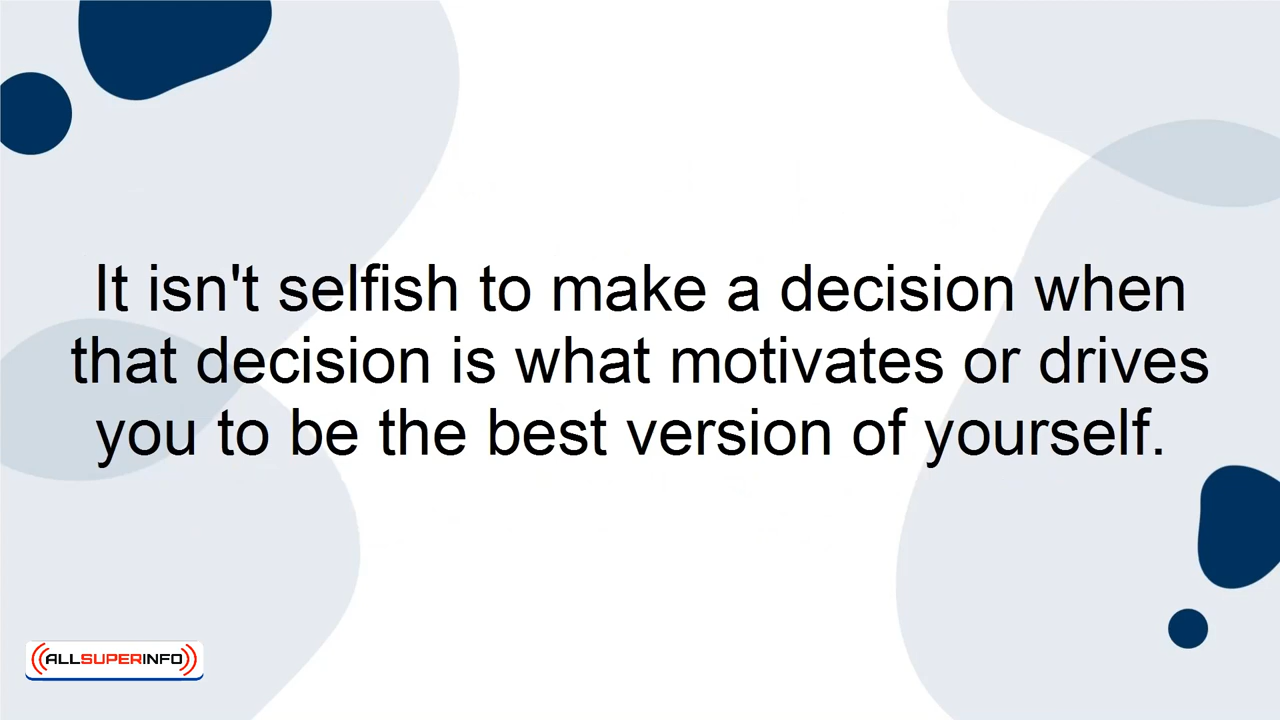 It isn't selfish to make a decision when
that decision is what motivates or drives
you to be the best version of yourself.
ALLSUPERINFO